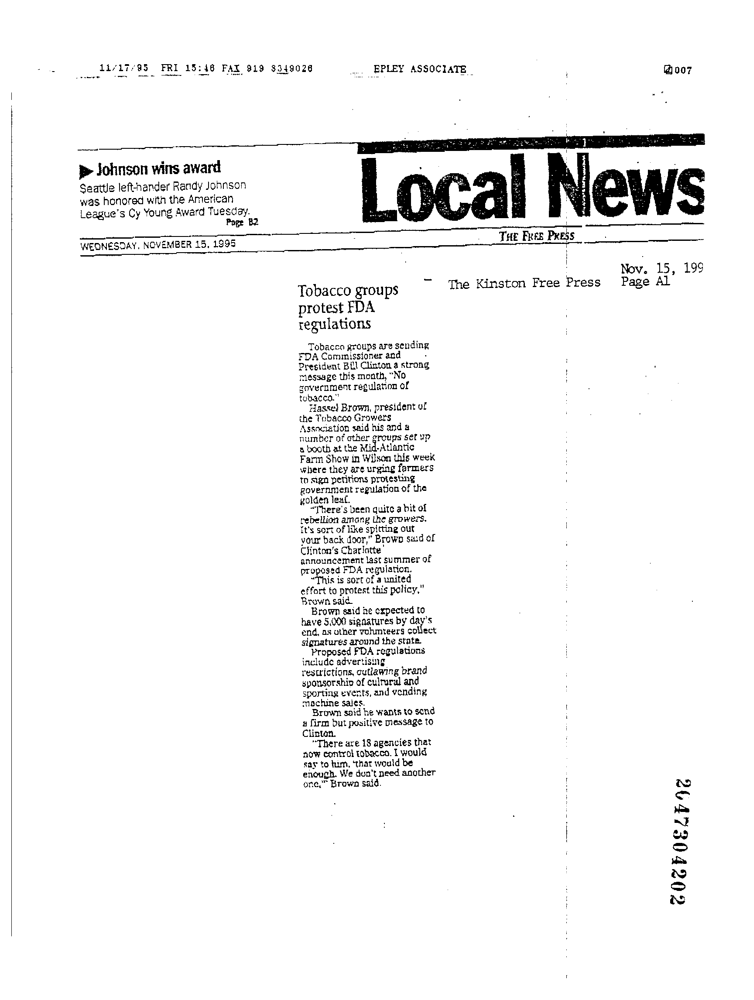 11/17/95 FRI 15:46 FAX 919 8349026 EPLEY ASSOCIATE 007
▶ Johnson wins award
Seattle left-hander Randy Johnson
was honored with the American
League's Cy Young Award Tuesday.
Page B2
Local News
WEDNESDAY, NOVEMBER 15, 1995
THE FREE PRESS
The Kinston Free Press
Nov. 15, 199
Page A1
Tobacco groups
protest FDA
regulations
Tobacco groups are sending
FDA Commissioner and
President Bill Clinton a strong
message this month, "No
government regulation of
tobacco."
Hassel Brown, president of
the Tobacco Growers
Association said his and a
number of other groups set up
a booth at the Mid-Atlantic
Farm Show in Wilson this week
where they are urging farmers
to sign petitions protesting
government regulation of the
golden leaf.
"There's been quite a bit of
rebellion among the growers.
It's sort of like spitting out
your back door," Brown said of
Clinton's Charlotte
announcement last summer of
proposed FDA regulation.
"This is sort of a united
effort to protest this policy,"
Brown said.
Brown said he expected to
have 5,000 signatures by day's
end, as other volunteers collect
signatures around the state.
Proposed FDA regulations
include advertising
restrictions, outlawing brand
sponsorship of cultural and
sporting events, and vending
machine sales.
Brown said he wants to send
a firm but positive message to
Clinton.
"There are 18 agencies that
now control tobacco. I would
say to him, 'that would be
enough. We don't need another
one,'" Brown said.
2047304202